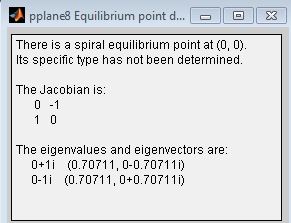 pplane8 Equilibrium point d...
There is a spiral equilibrium point at (0, 0).
Its specific type has not been determined.
The Jacobian is:
0 -1
1 0
The eigenvalues and eigenvectors are:
0+1i (0.70711, 0-0.70711i)
0-1i (0.70711, 0+0.70711i)